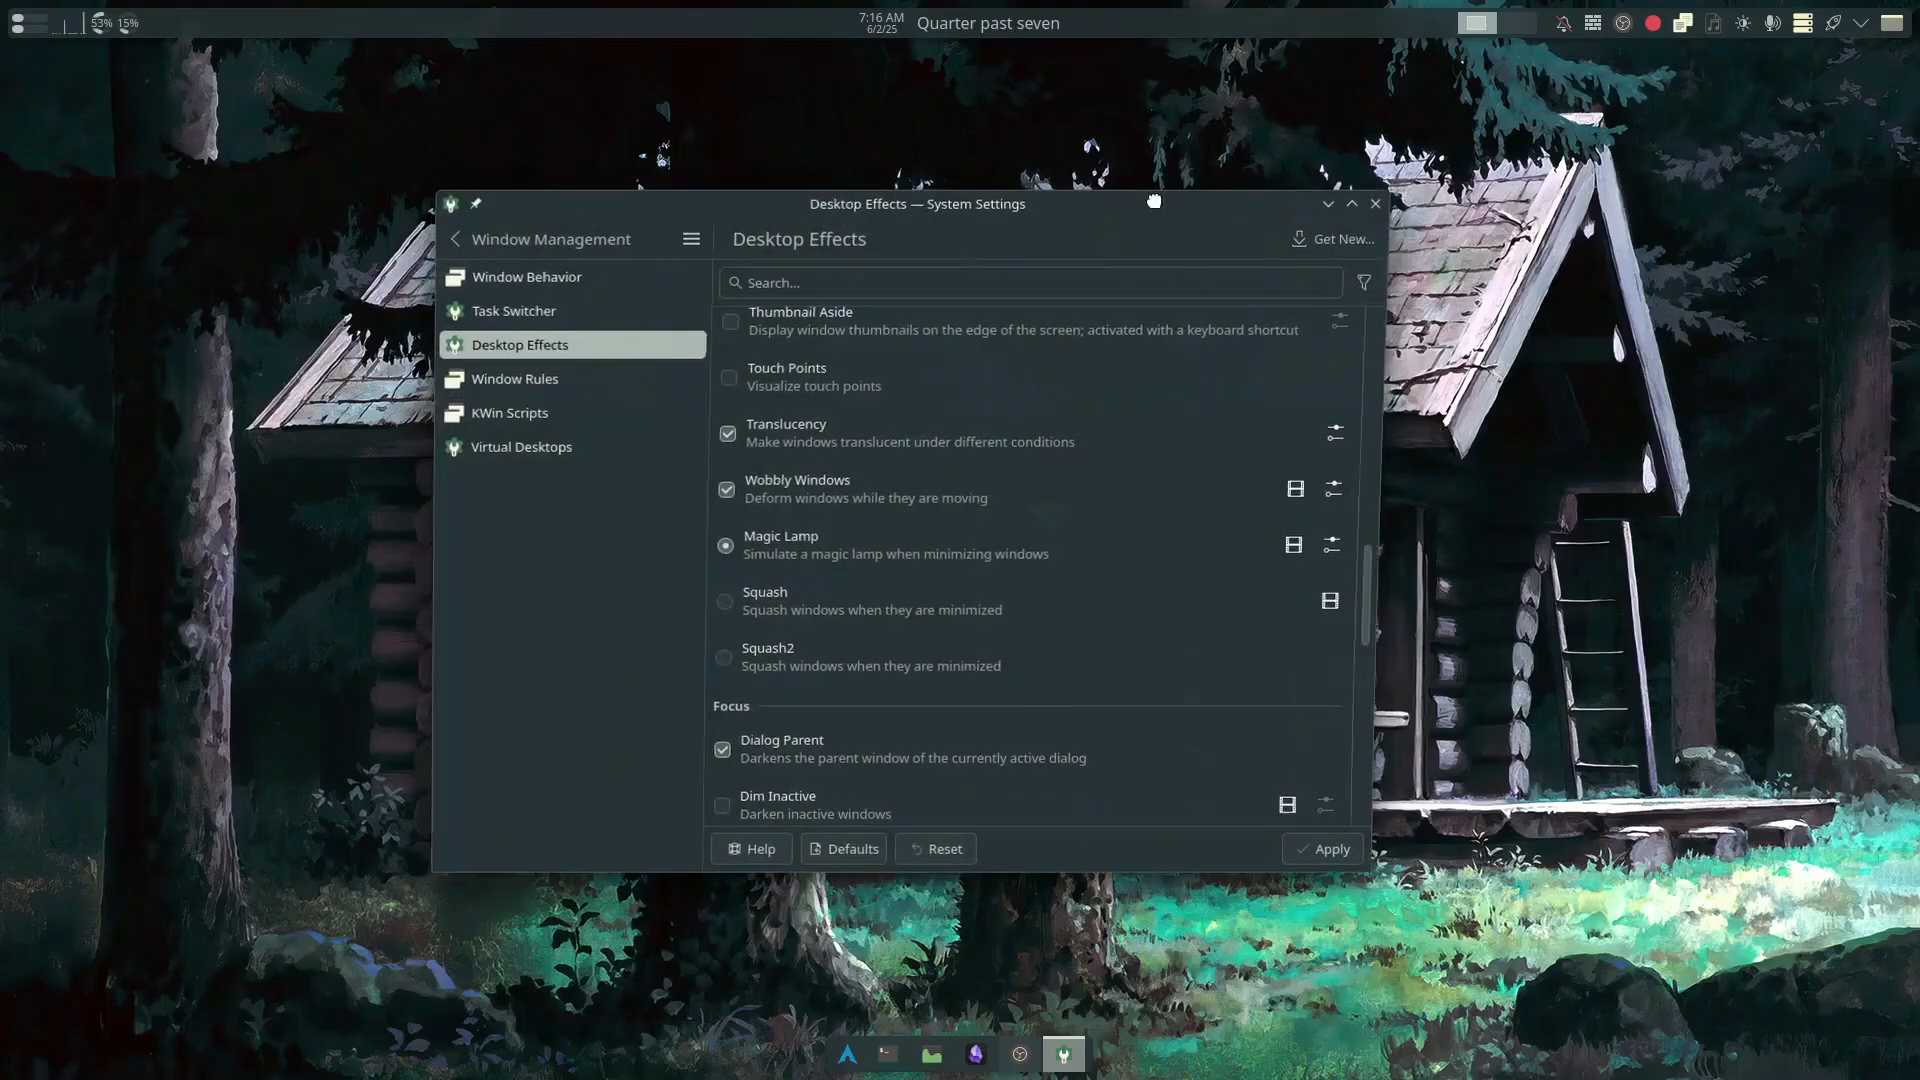 53% 15%
7:16 AM
6/2/25
Quarter past seven
Desktop Effects — System Settings
Window Management
Desktop Effects
Get New...
Window Behavior
Task Switcher
Desktop Effects
Window Rules
KWin Scripts
Virtual Desktops
Search...
Thumbnail Aside
Display window thumbnails on the edge of the screen; activated with a keyboard shortcut
Touch Points
Visualize touch points
Translucency
Make windows translucent under different conditions
Wobbly Windows
Deform windows while they are moving
Magic Lamp
Simulate a magic lamp when minimizing windows
Squash
Squash windows when they are minimized
Squash2
Squash windows when they are minimized
Focus
Dialog Parent
Darkens the parent window of the currently active dialog
Dim Inactive
Darken inactive windows
Help
Defaults
Reset
Apply